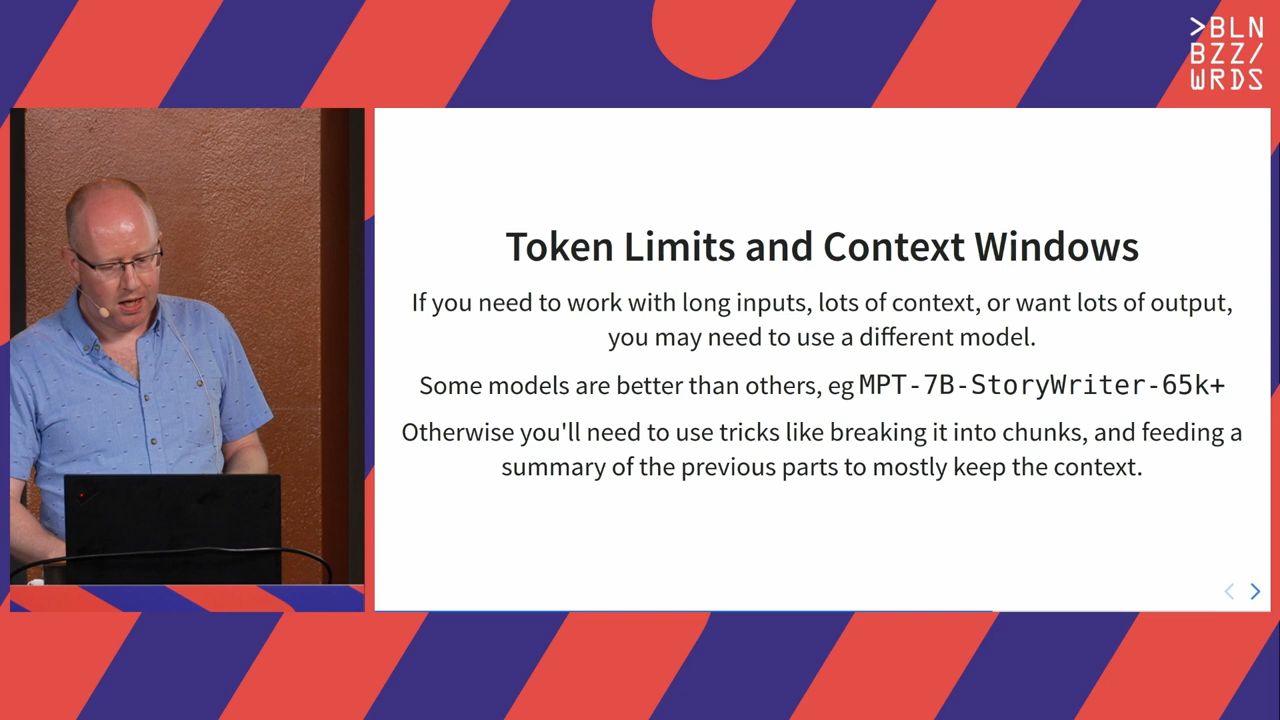 >BLN
BZZ/
WRDS
Token Limits and Context Windows
If you need to work with long inputs, lots of context, or want lots of output,
you may need to use a different model.
Some models are better than others, eg MPT-7B-StoryWriter-65k+
Otherwise you'll need to use tricks like breaking it into chunks, and feeding a
summary of the previous parts to mostly keep the context.